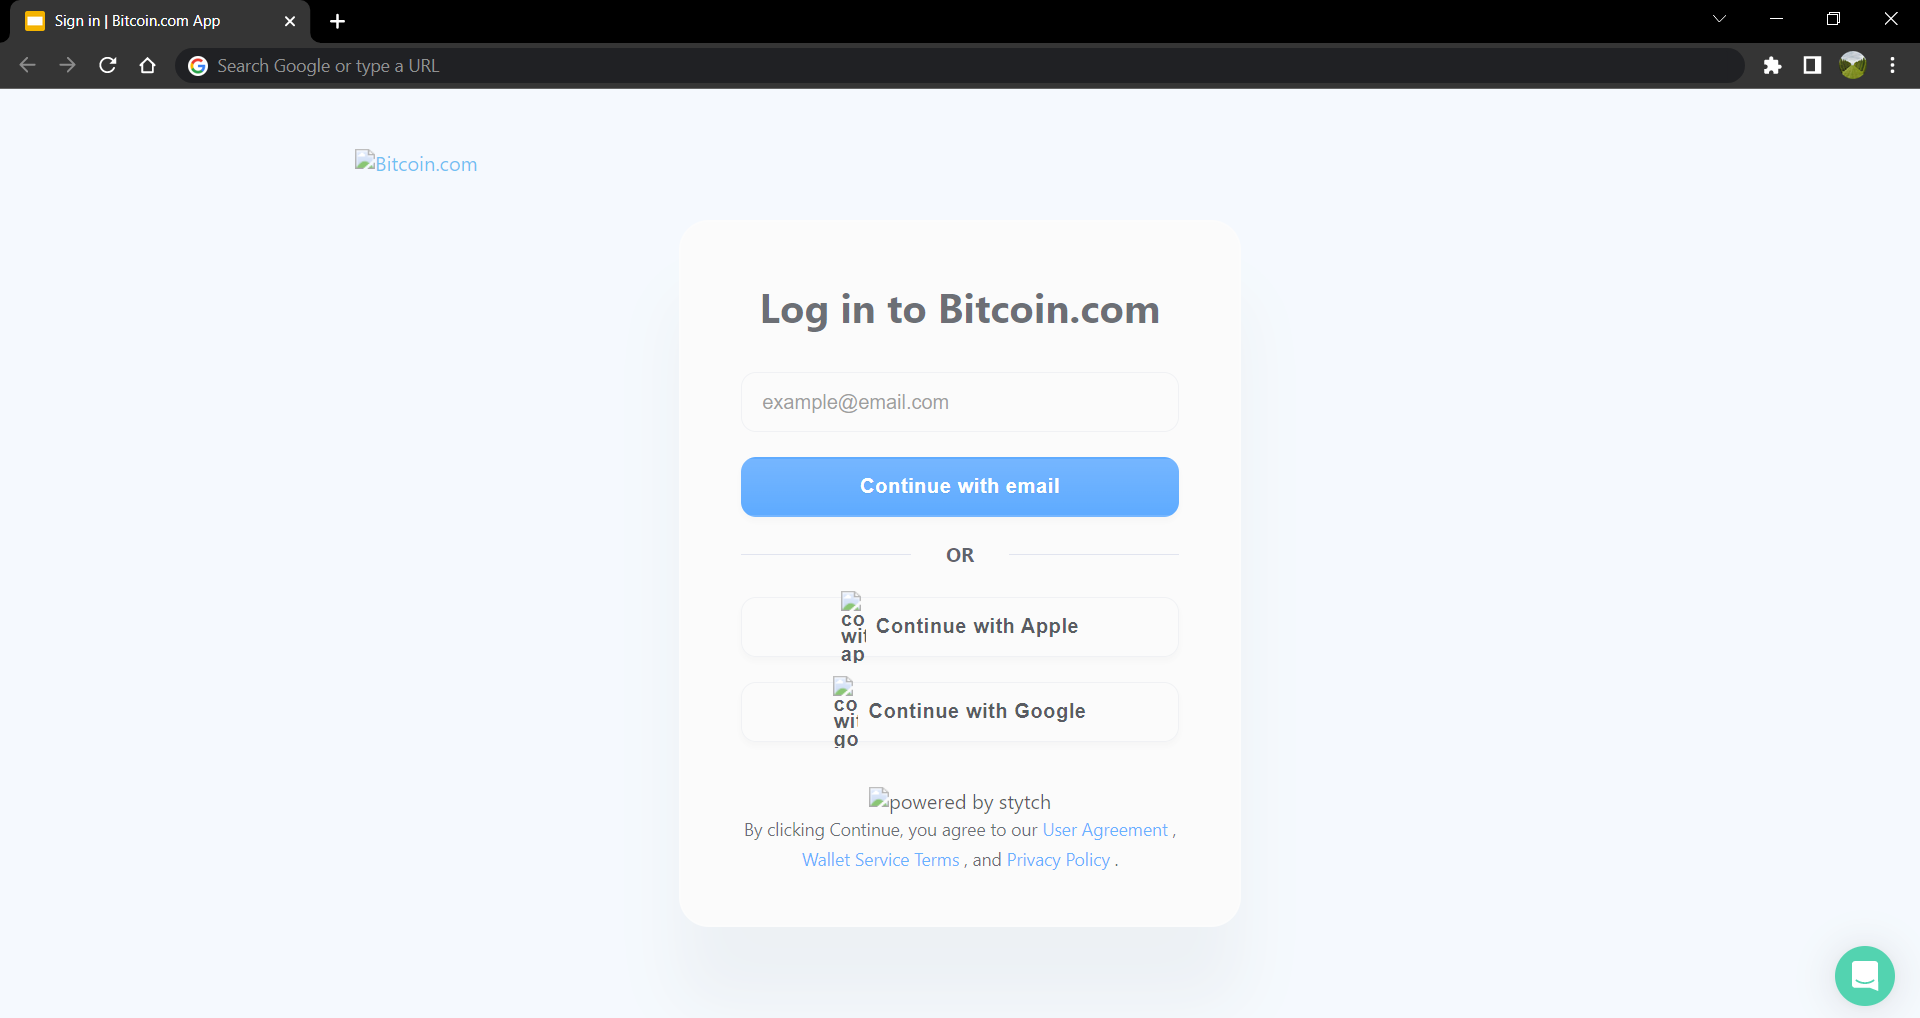 Sign in | Bitcoin.com App
Search Google or type a URL
Bitcoin.com
Log in to Bitcoin.com
example@email.com
Continue with email
OR
co
wit
ap
Continue with Apple
co
wit
go
Continue with Google
powered by stytch
By clicking Continue, you agree to our User Agreement ,
Wallet Service Terms , and Privacy Policy .